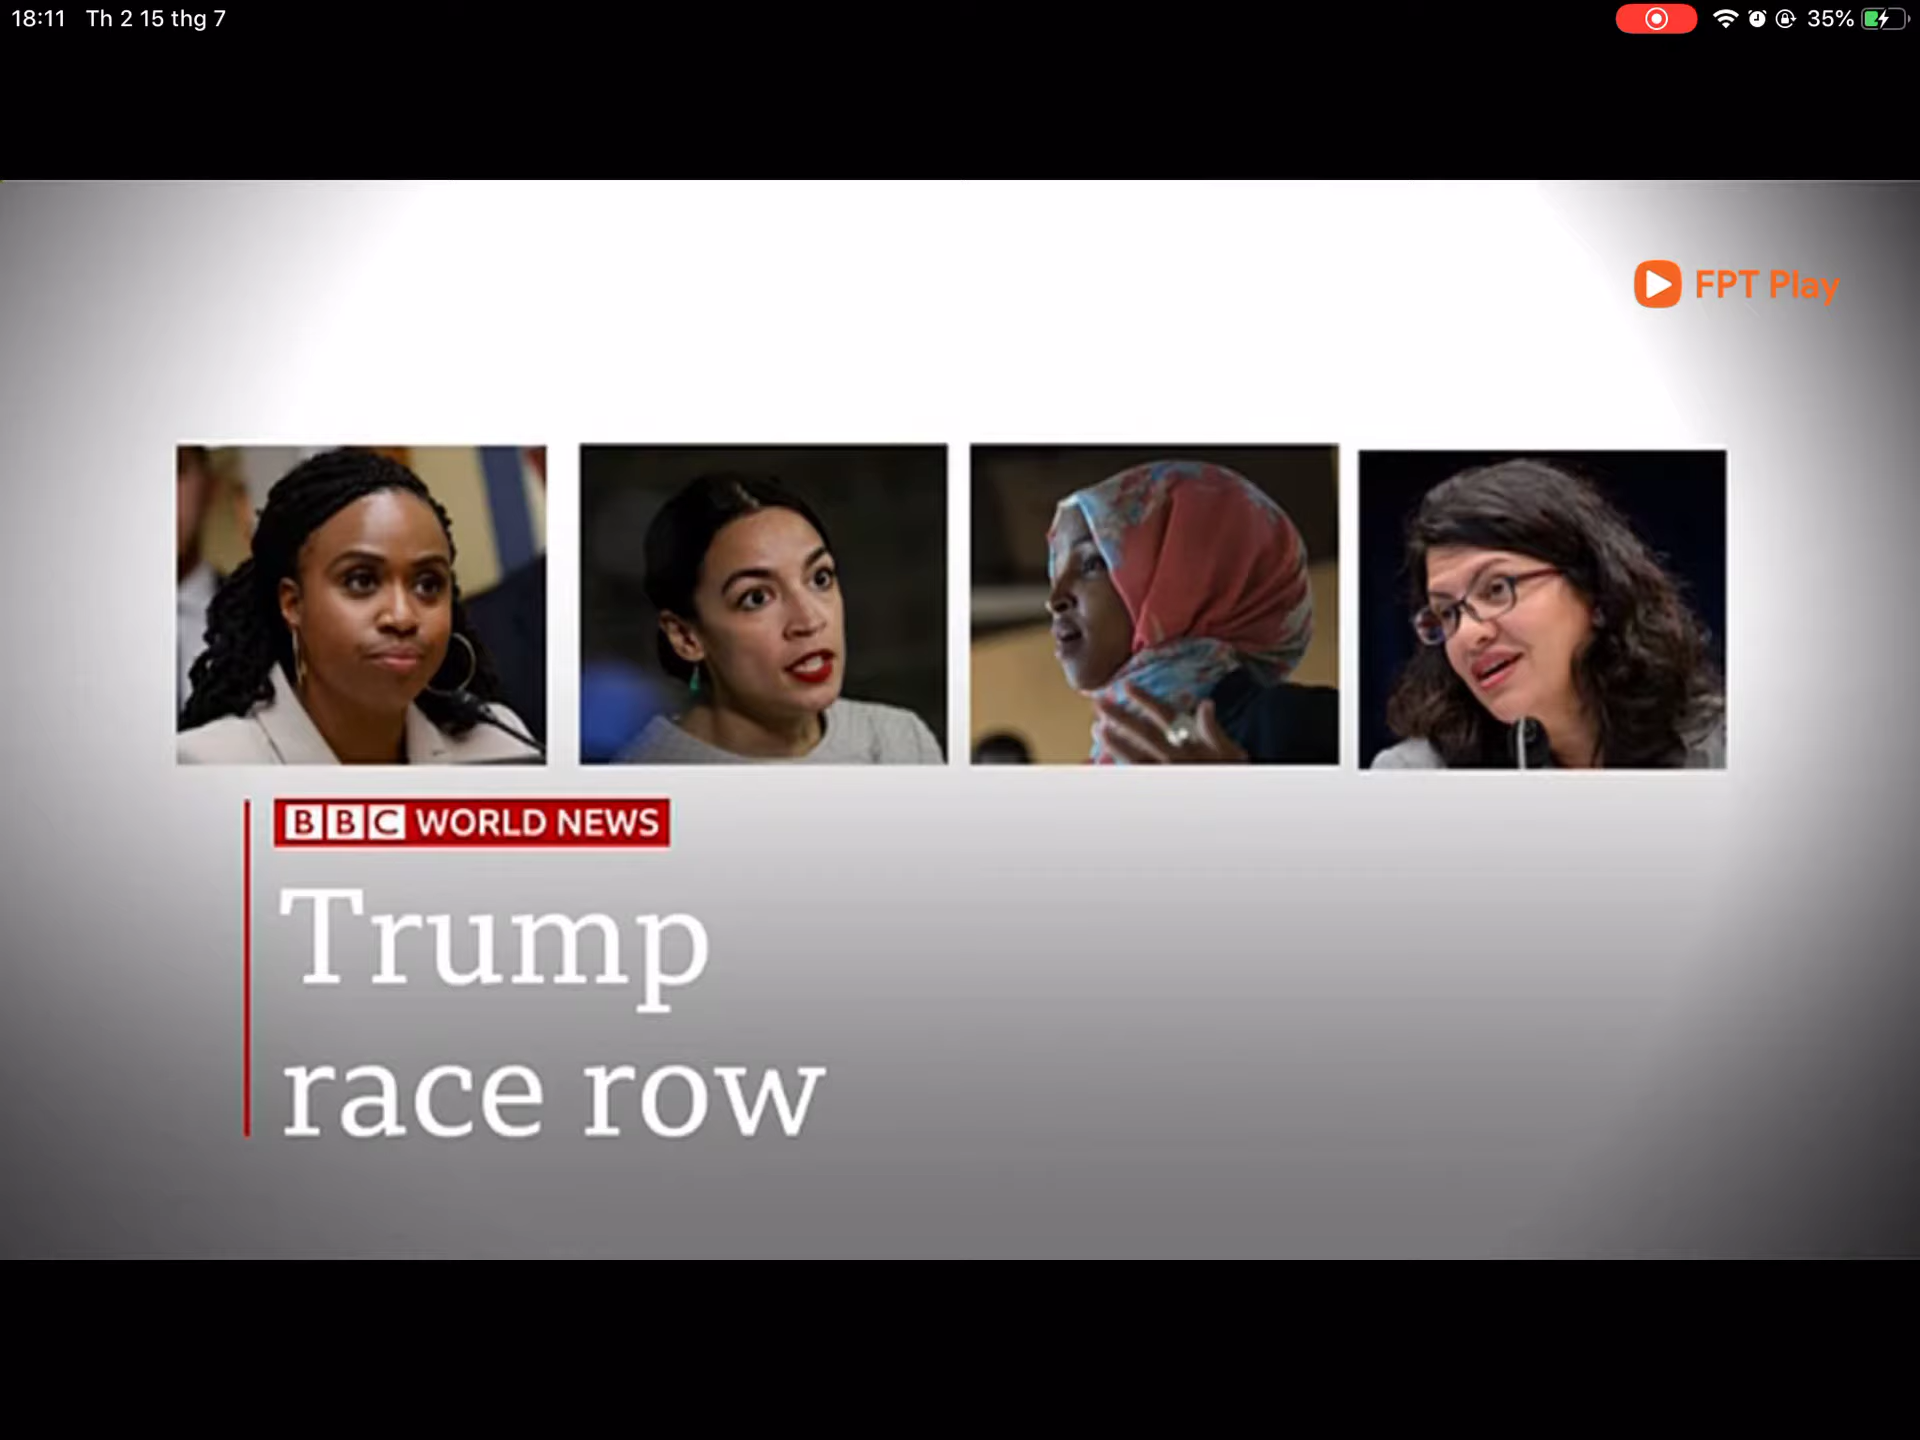 18:11 Th 2 15 thg 7
35%
FPT Play
BBC WORLD NEWS
Trump
race row